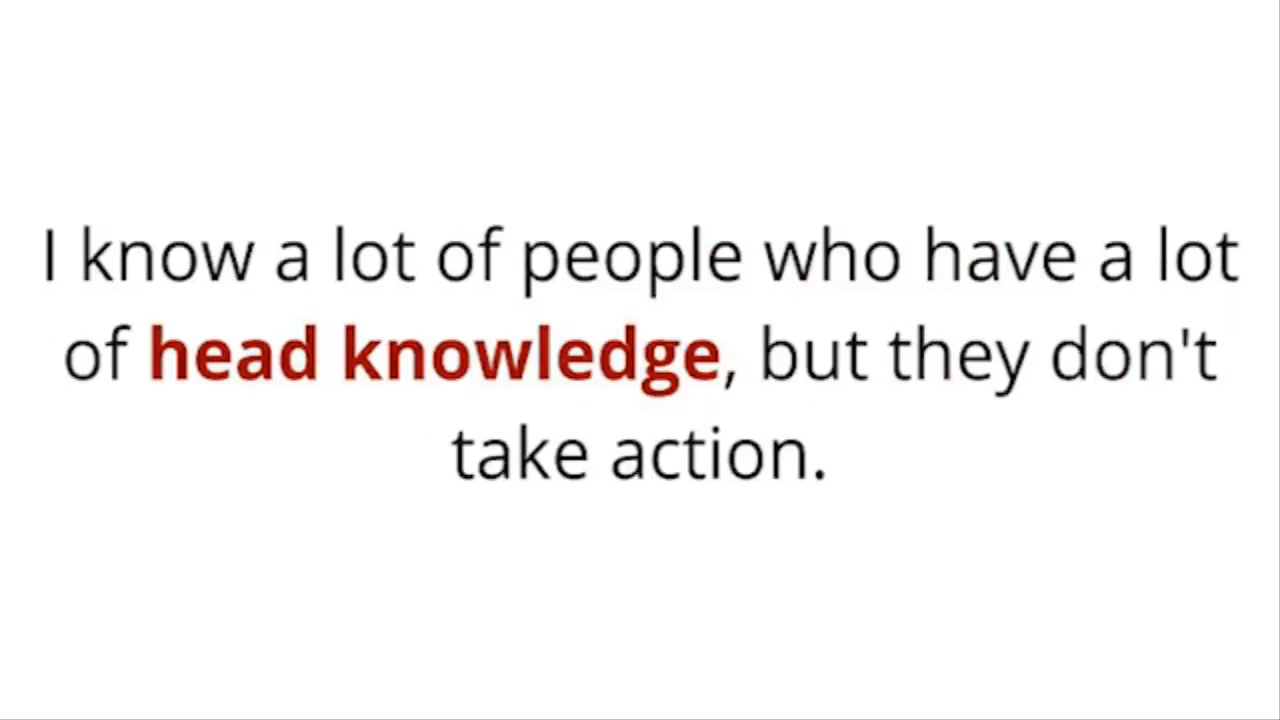 I know a lot of people who have a lot
of head knowledge, but they don't
take action.